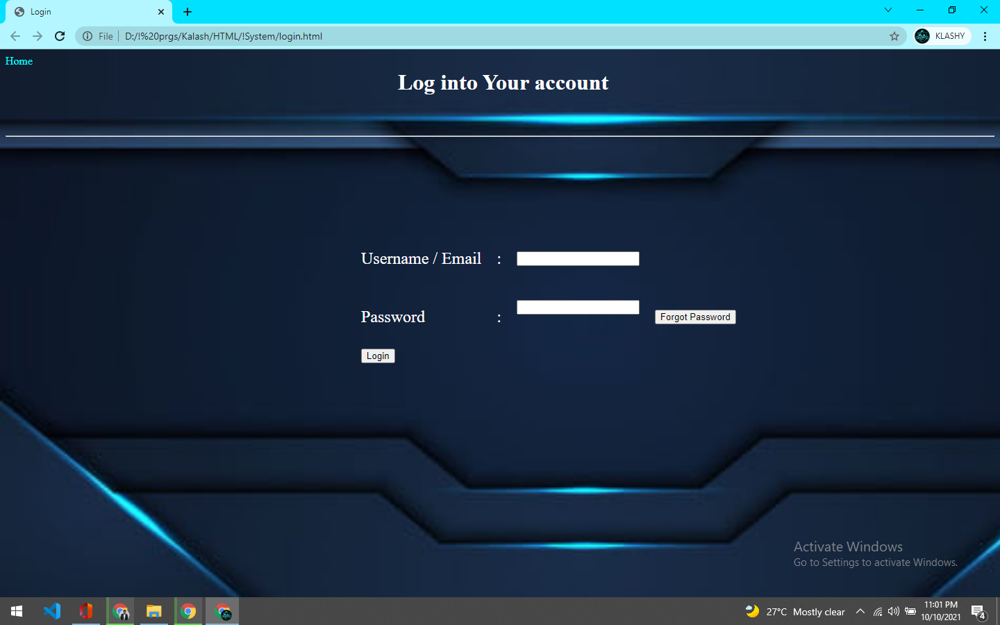 Login
File
D:/!%20prgs/Kalash/HTML/!System/login.html
KLASHY
Home
Log into Your account
Username / Email :
Password : Forgot Password
Login
Activate Windows
Go to Settings to activate Windows.
27°C Mostly clear
11:01 PM
10/10/2021
4